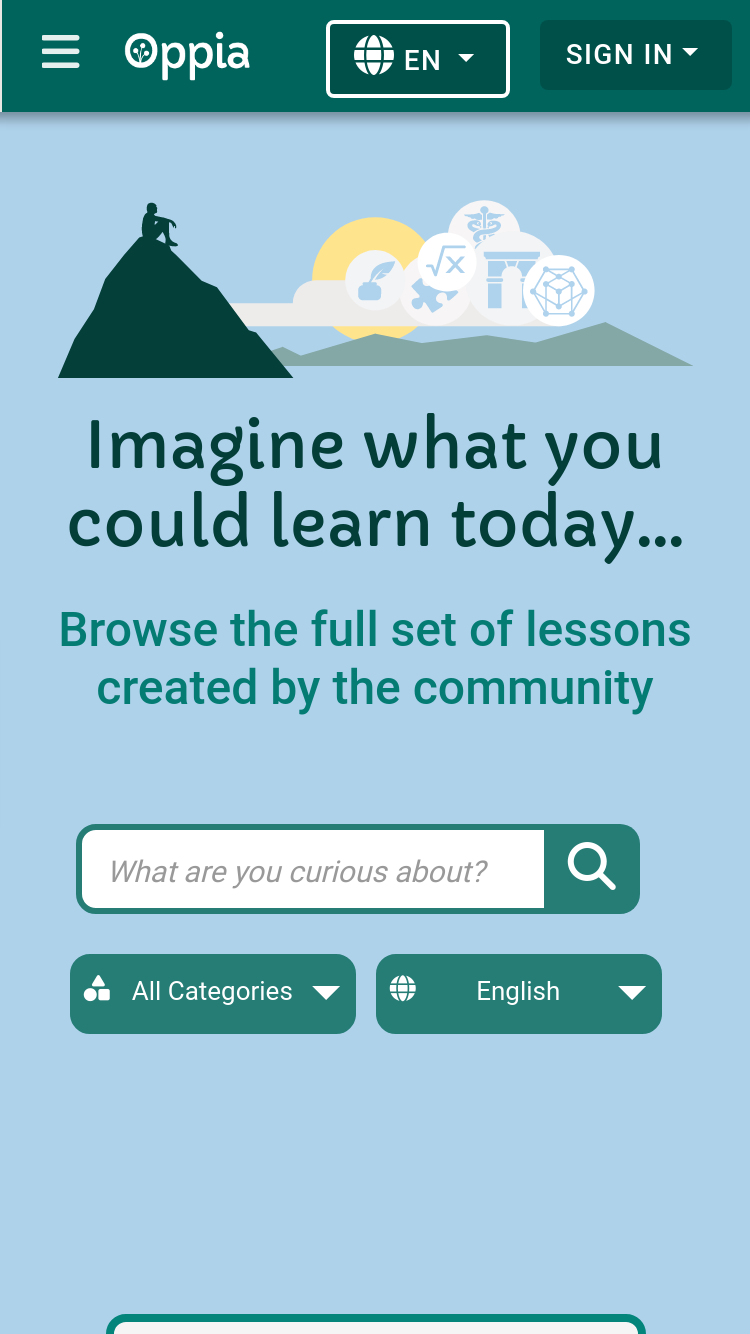 Oppia
EN
SIGN IN
Imagine what you
could learn today...
Browse the full set of lessons
created by the community
What are you curious about?
All Categories
English